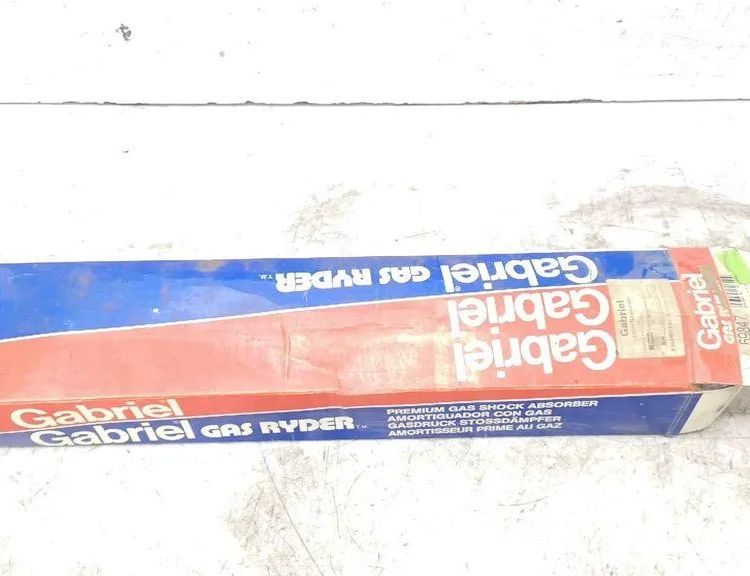 Gabriel GAS RYDER T.M.
Gabriel
Gabriel
Gabriel
Gabriel
Gabriel
Gabriel GAS RYDER T.M.
PREMIUM GAS SHOCK ABSORBER
AMORTIGUADOR CON GAS
GASDRUCK STOSSDÄMPFER
AMORTISSEUR PRIME AU GAZ